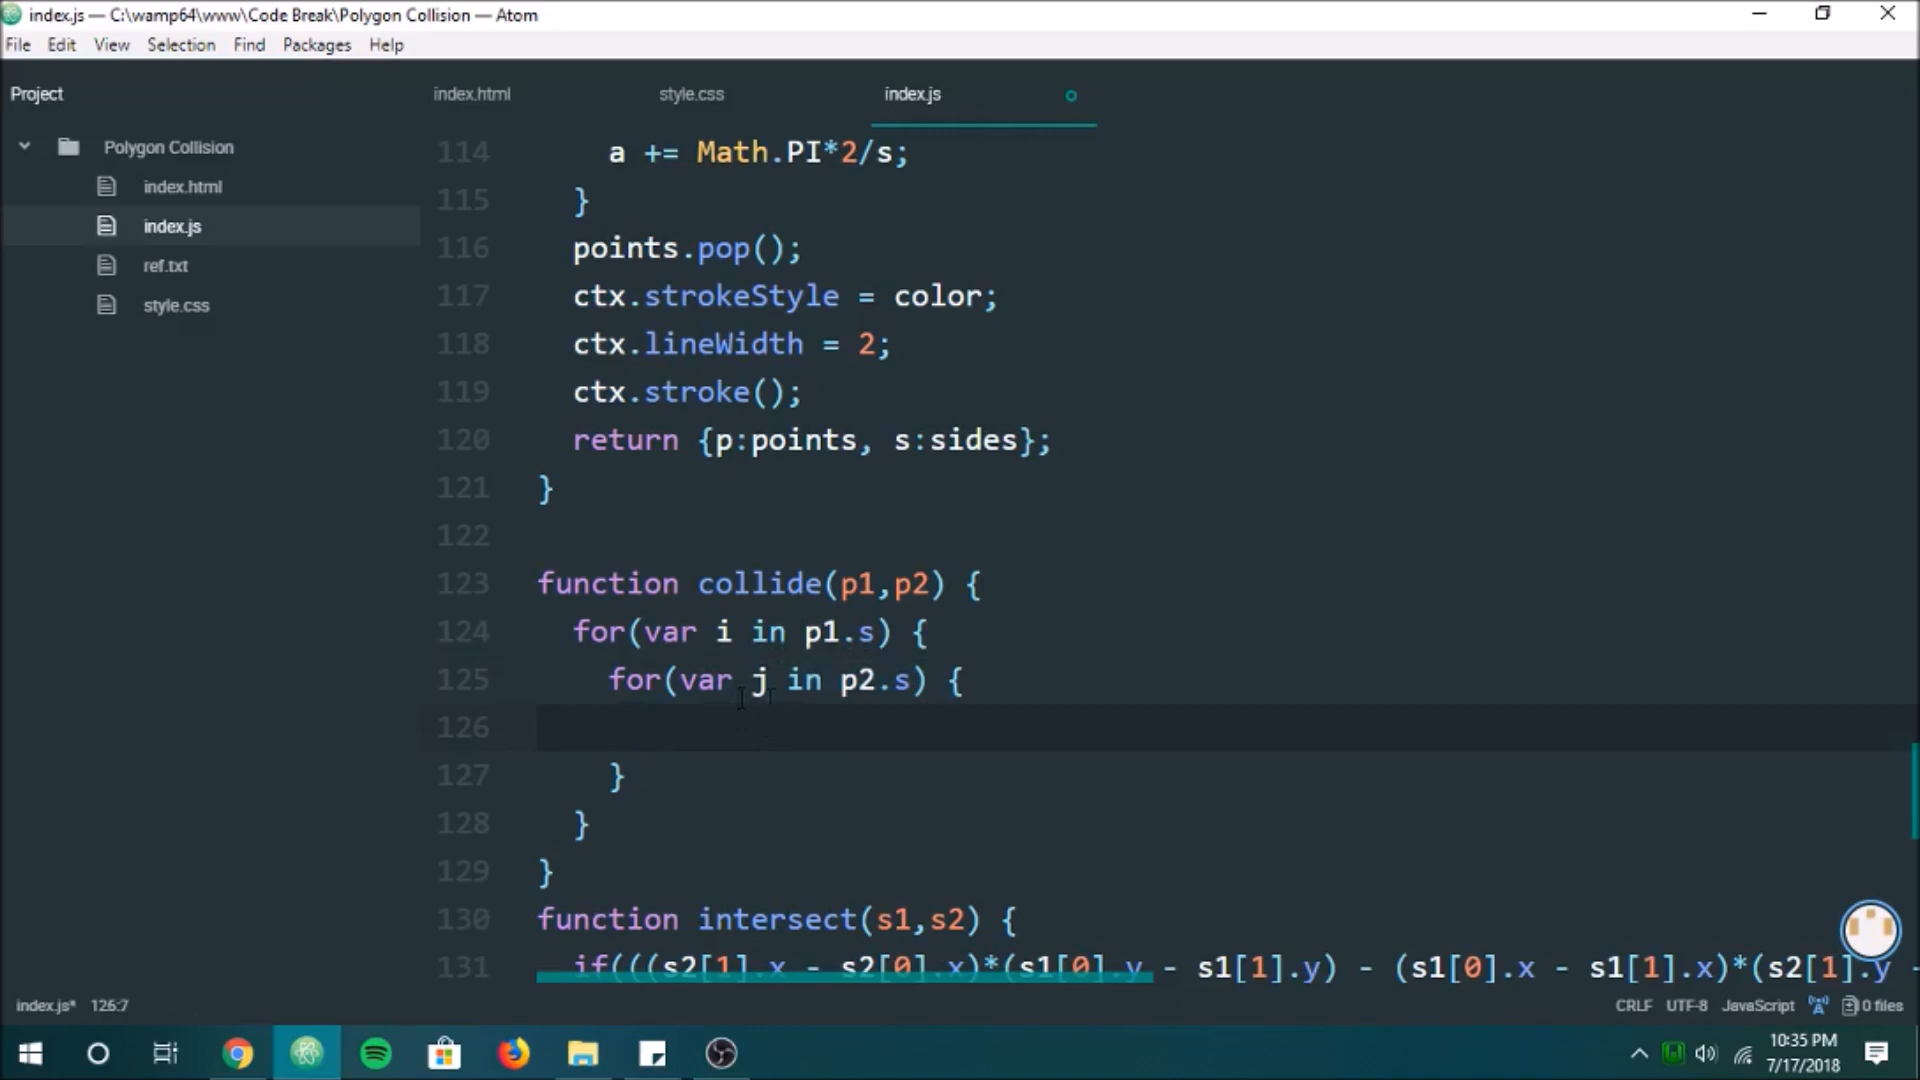 index.js — C:\wamp64\www\Code Break\Polygon Collision — Atom
File Edit View Selection Find Packages Help
Project
index.html style.css index.js
Polygon Collision
index.html
index.js
ref.txt
style.css
114 a += Math.PI*2/s;
115 }
116 points.pop();
117 ctx.strokeStyle = color;
118 ctx.lineWidth = 2;
119 ctx.stroke();
120 return {p:points, s:sides};
121 }
122
123 function collide(p1,p2) {
124 for(var i in p1.s) {
125 for(var j in p2.s) {
126
127 }
128 }
129 }
130 function intersect(s1,s2) {
131 if(((s2[1].x - s2[0].x)*(s1[0].y - s1[1].y) - (s1[0].x - s1[1].x)*(s2[1].y -
index.js* 126:7 CRLF UTF-8 JavaScript 0 files
10:35 PM
7/17/2018